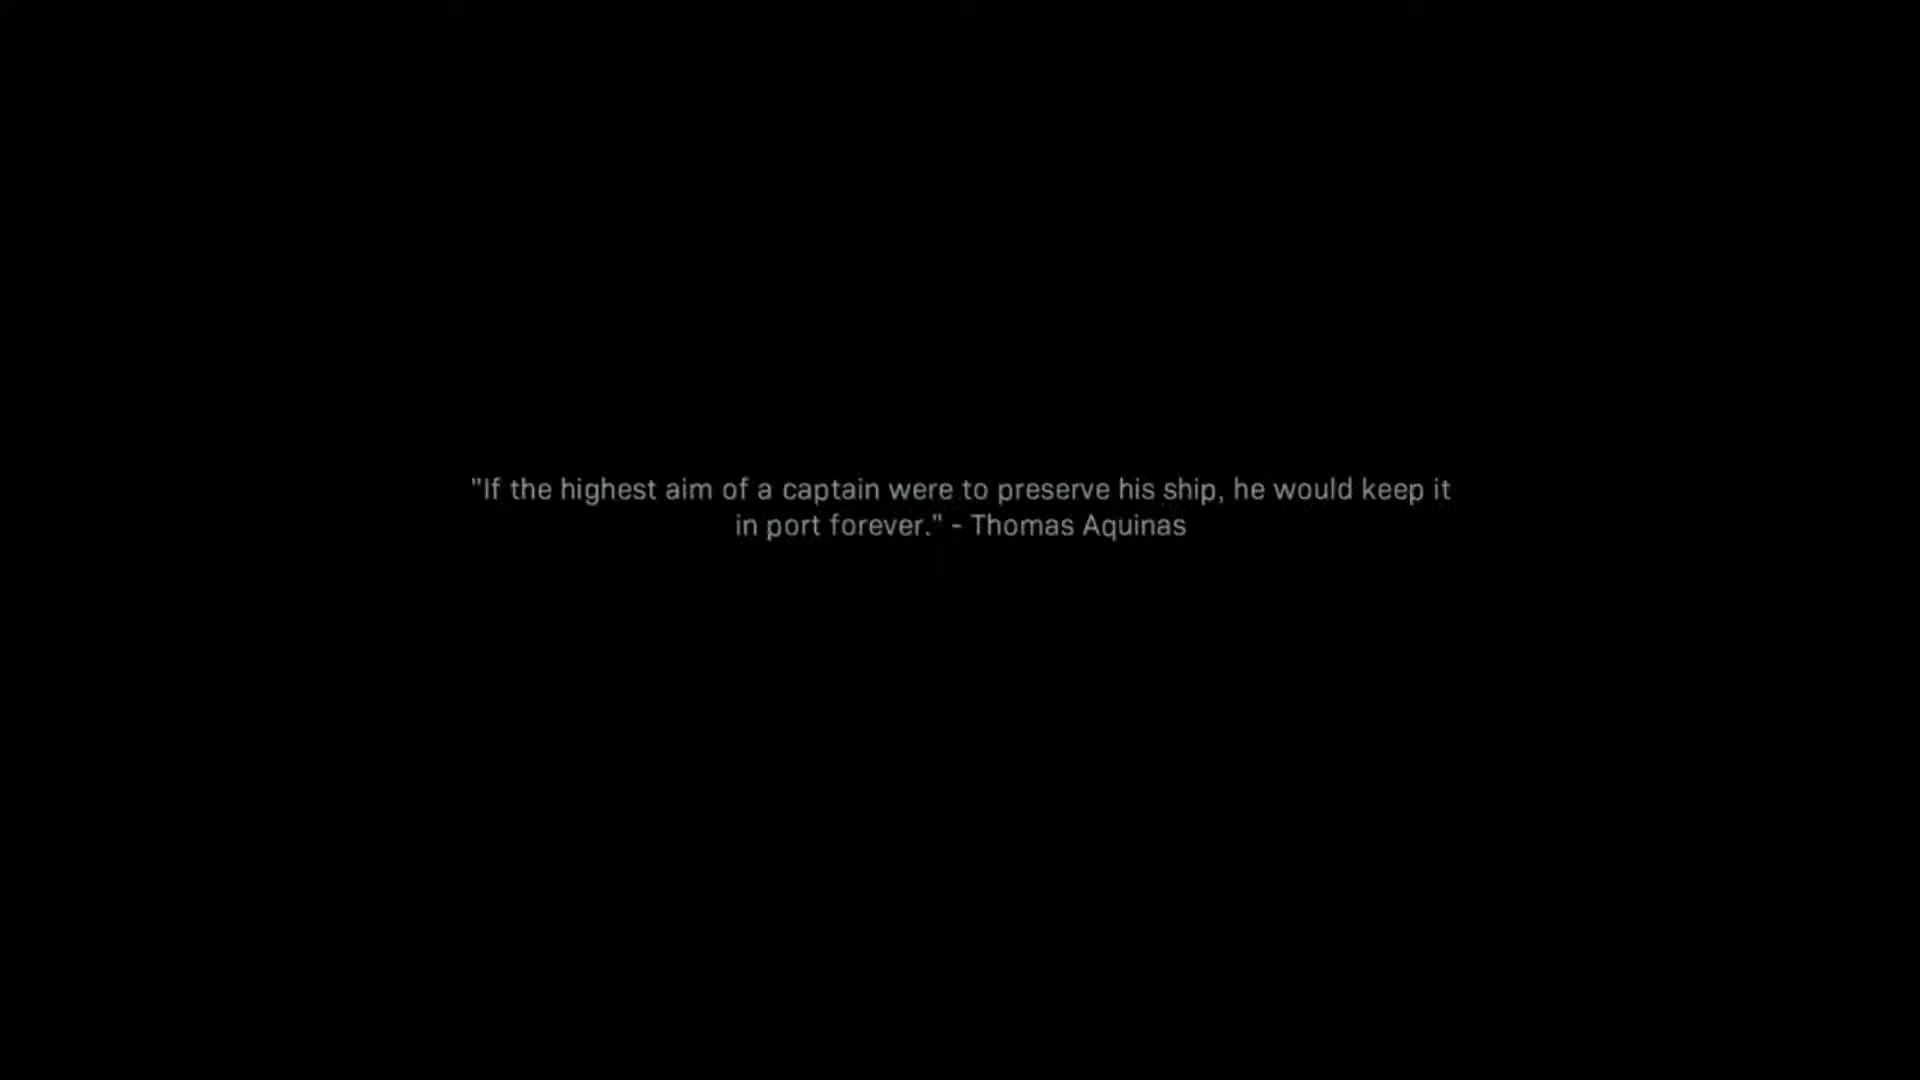 "If the highest aim of a captain were to preserve his ship, he would keep it
in port forever." - Thomas Aquinas